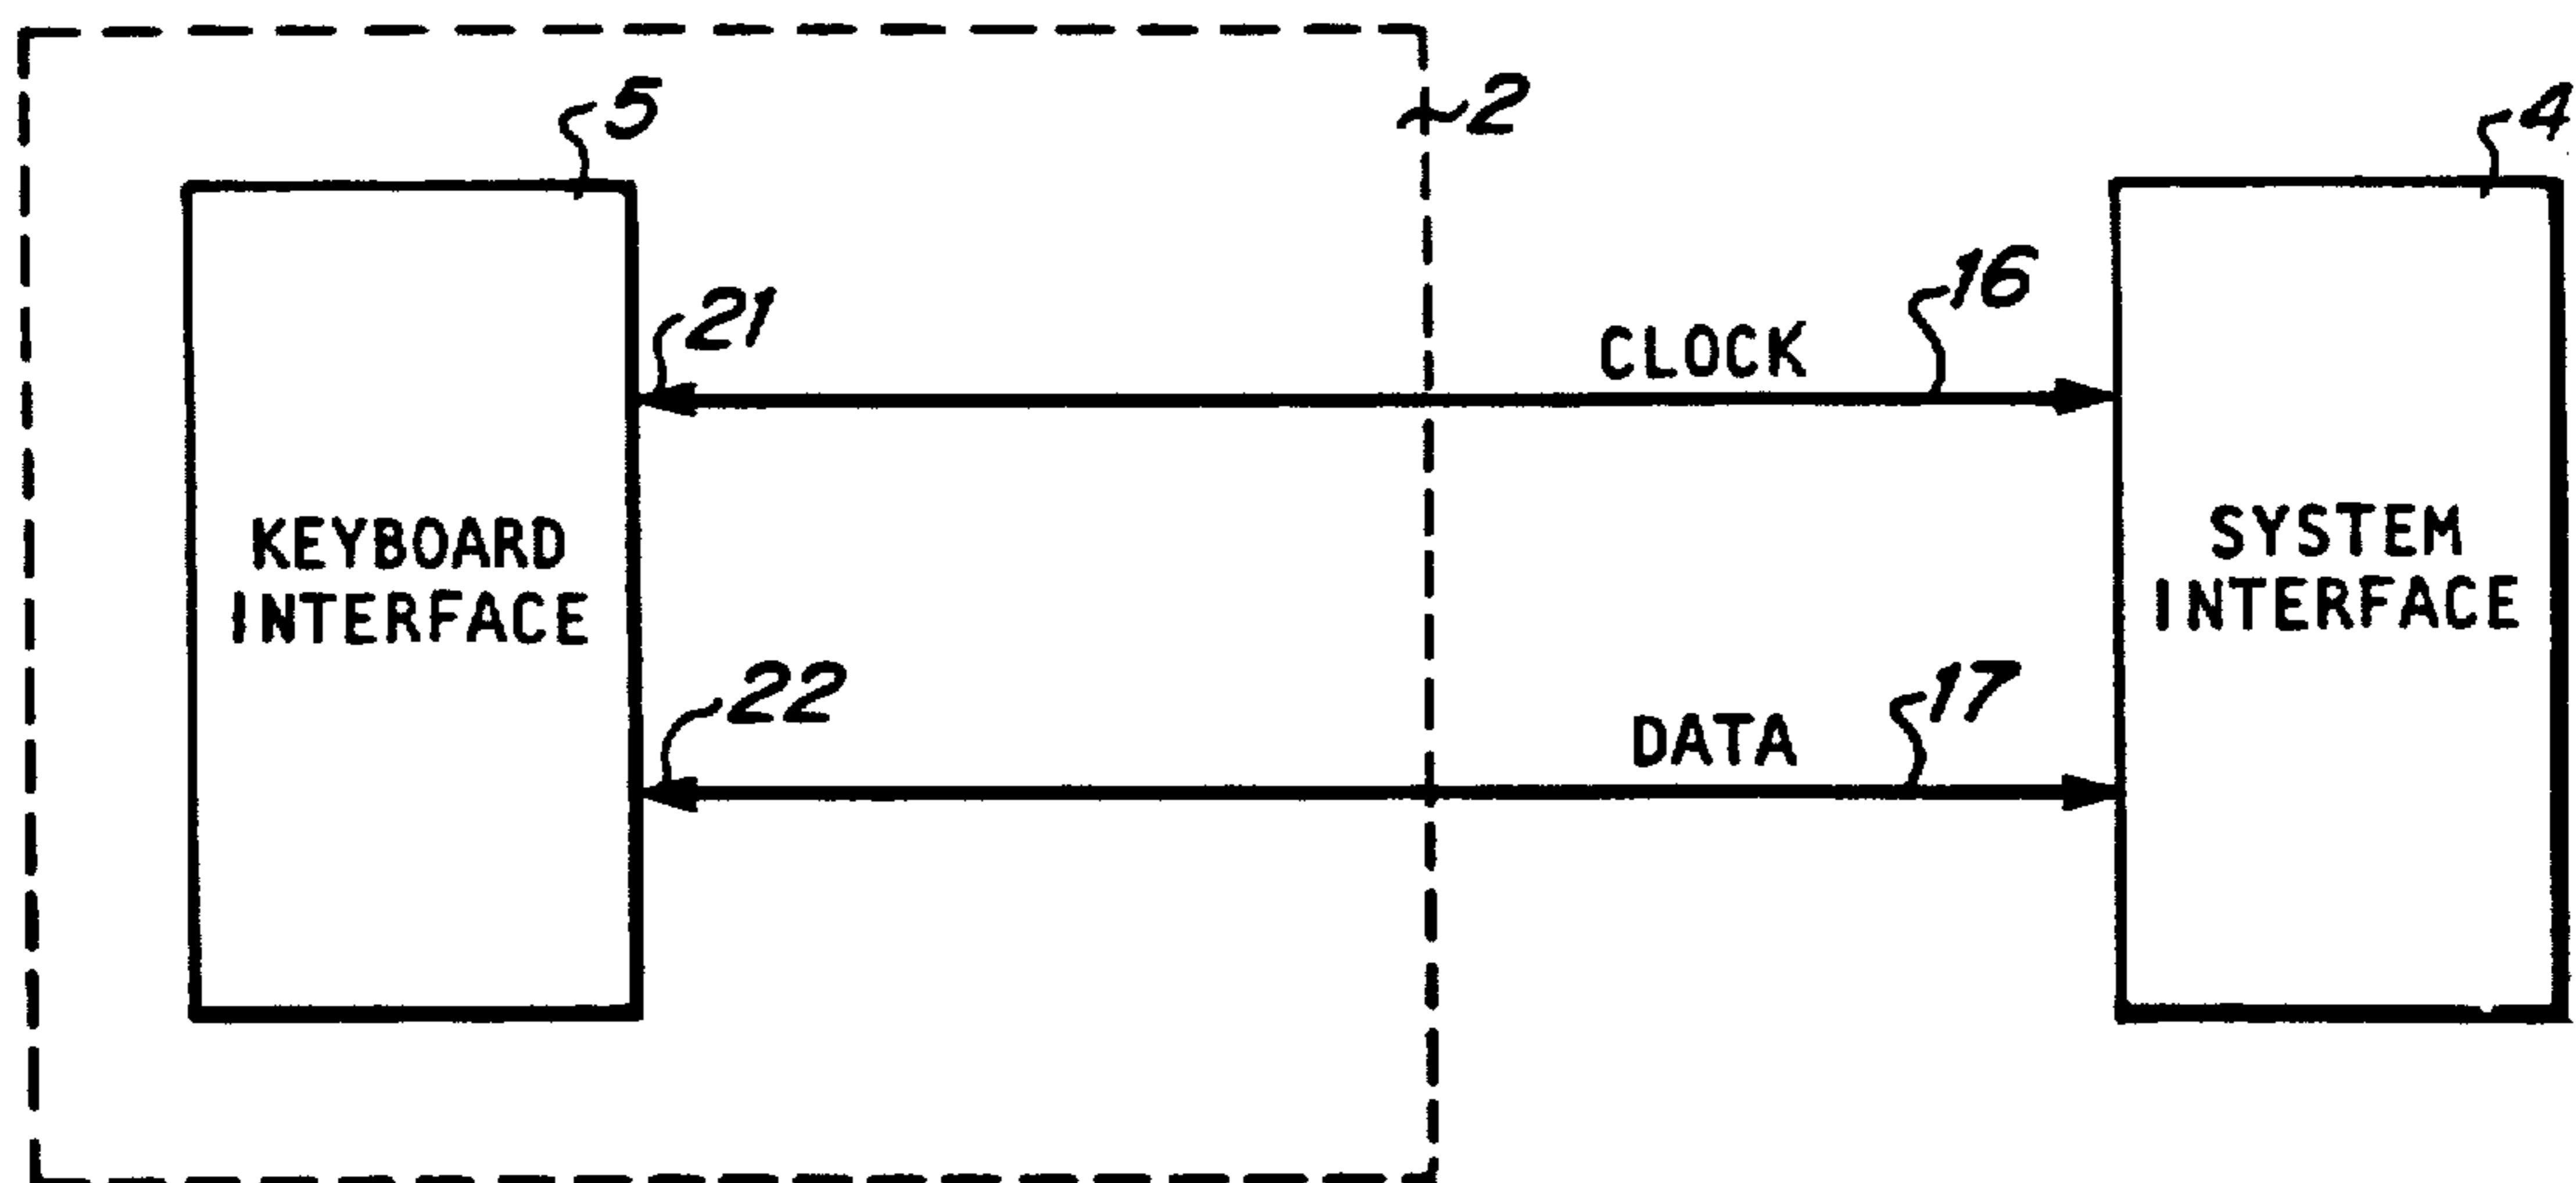 5
2
4
21
CLOCK
16
KEYBOARD
INTERFACE
SYSTEM
INTERFACE
22
DATA
17